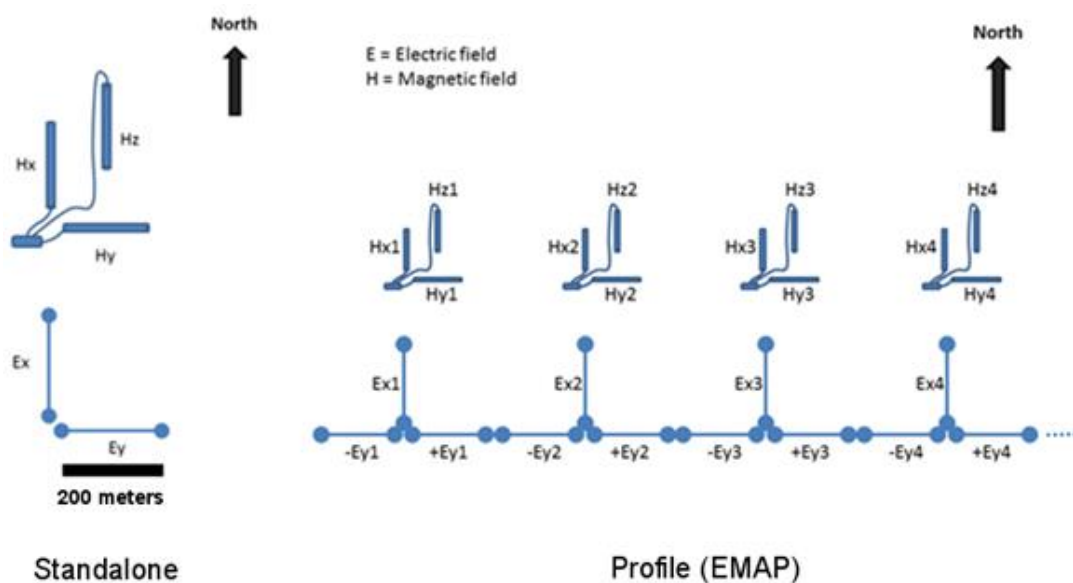 North
E = Electric field
H = Magnetic field
North
Hx
Hz
Hy
Ex
Ey
200 meters
Hz1 Hz2 Hz3 Hz4
Hx1 Hx2 Hx3 Hx4
Hy1 Hy2 Hy3 Hy4
Ex1 Ex2 Ex3 Ex4
-Ey1 +Ey1 -Ey2 +Ey2 -Ey3 +Ey3 -Ey4 +Ey4
Standalone
Profile (EMAP)